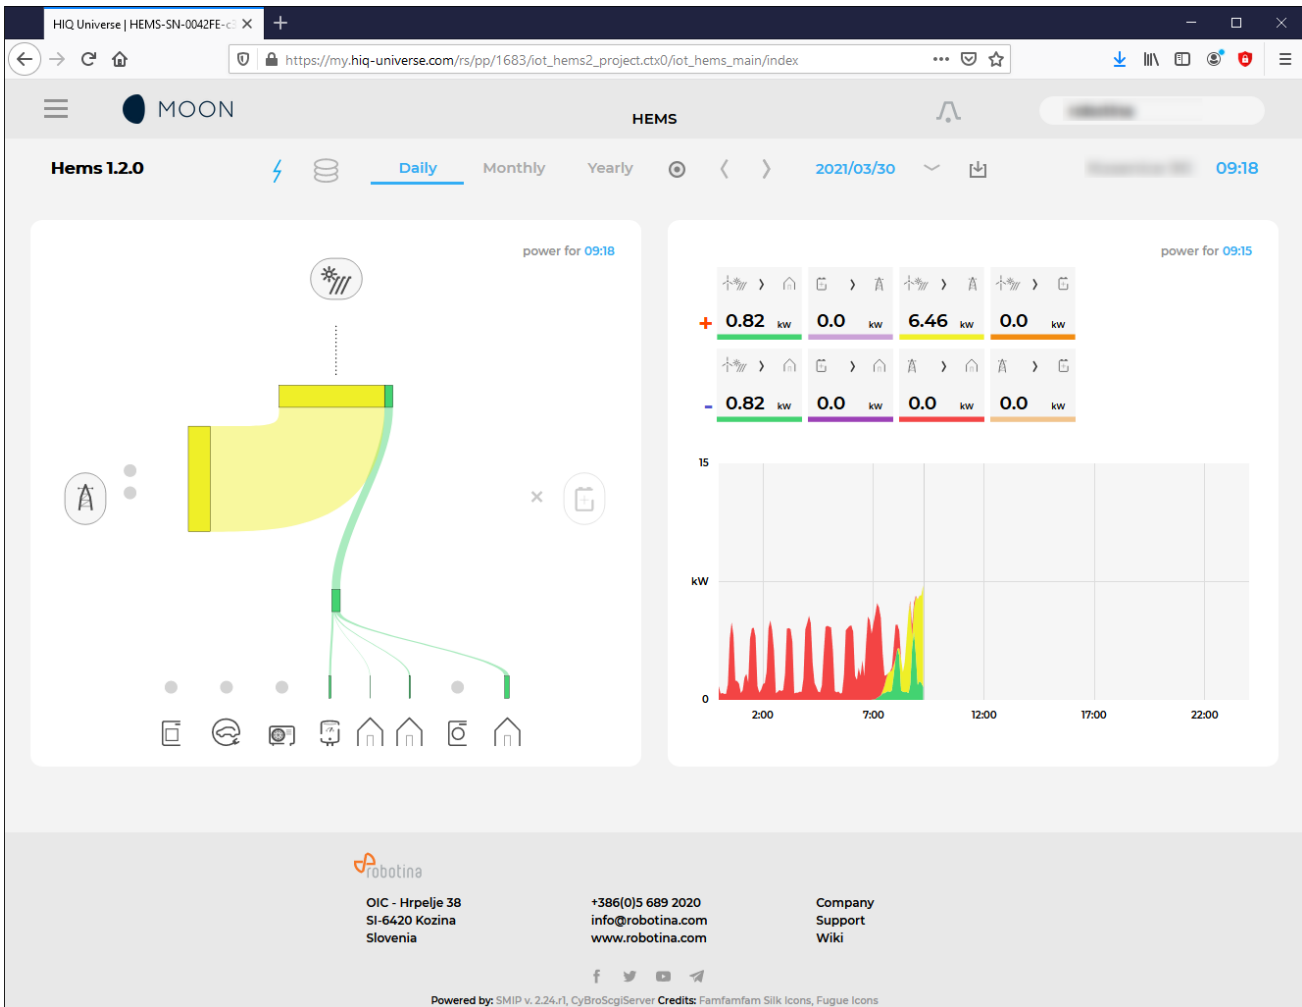 HIQ Universe | HEMS-SN-0042FE-c
https://my.hiq-universe.com/rs/pp/1683/iot_hems2_project.ctx0/iot_hems_main/index
MOON
HEMS
Hems 1.2.0
Daily
Monthly
Yearly
2021/03/30
09:18
power for 09:18
power for 09:15
+ 0.82 kw 0.0 kw 6.46 kw 0.0 kw
- 0.82 kw 0.0 kw 0.0 kw 0.0 kw
15
kW
0
2:00 7:00 12:00 17:00 22:00
robotina
OIC - Hrpelje 38
SI-6420 Kozina
Slovenia
+386(0)5 689 2020
info@robotina.com
www.robotina.com
Company
Support
Wiki
Powered by: SMIP v. 2.24.r1, CyBroScgiServer Credits: Famfamfam Silk Icons, Fugue Icons